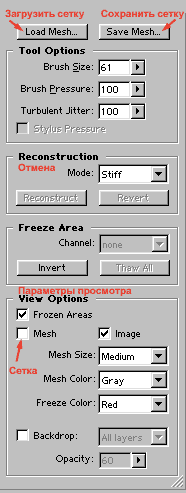 Загрузить сетку Сохранить сетку
Load Mesh... Save Mesh...
Tool Options
Brush Size: 61
Brush Pressure: 100
Turbulent Jitter: 100
Stylus Pressure
Reconstruction
Отмена
Mode: Stiff
Reconstruct Revert
Freeze Area
Channel: none
Invert Thaw All
Параметры просмотра
View Options
Frozen Areas
Mesh Image
Mesh Size: Medium
Сетка
Mesh Color: Gray
Freeze Color: Red
Backdrop: All layers
Opacity: 60